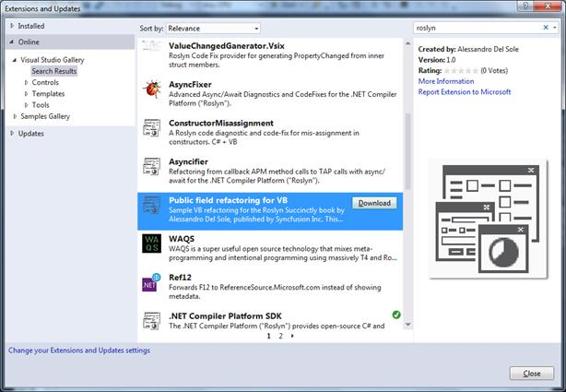 Extensions and Updates
Installed
Online
Visual Studio Gallery
Search Results
Controls
Templates
Tools
Samples Gallery
Updates
Sort by: Relevance
ValueChangedGanerator.Vsix
Roslyn Code Fix provider for generating PropertyChanged from inner
struct members.
AsyncFixer
Advanced Async/Await Diagnostics and CodeFixes for the .NET Compiler
Platform ("Roslyn").
ConstructorMisassignment
A Roslyn code diagnostic and code-fix for mis-assignment in
constructors. C# + VB
Asyncifier
Refactoring from callback APM method calls to TAP calls with async/
await for the .NET Compiler Platform ("Roslyn").
Public field refactoring for VB
Download
Sample VB refactoring for the Roslyn Succinctly book by
Alessandro Del Sole, published by Syncfusion Inc. This...
WAQS
WAQS
WAQS is a super useful open source technology that mixes meta-
programming and intentional programming using massively T4 and Ro...
.NET
Ref12
Forwards F12 to ReferenceSource.Microsoft.com instead of showing
metadata.
.NET Compiler Platform SDK
The .NET Compiler Platform ("Roslyn") provides open-source C# and
1 2
roslyn
Created by: Alessandro Del Sole
Version: 1.0
Rating: (0 Votes)
More Information
Report Extension to Microsoft
Change your Extensions and Updates settings
Close